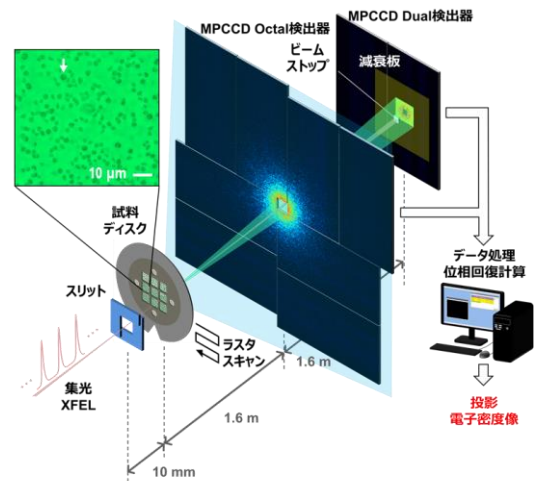 MPCCD Octal検出器
MPCCD Dual検出器
ビーム
ストップ
減衰板
10 μm
試料
ディスク
スリット
集光
XFEL
ラスタ
スキャン
データ処理
位相回復計算
投影
電子密度像
1.6 m
1.6 m
10 mm